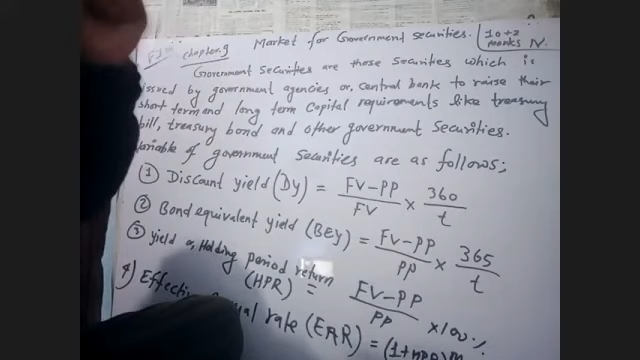 chapter.9 Market for Government securities. 10+2 marks IV.
Government securities are those securities which is
issued by government agencies or, central bank to raise their
short term and long term capital requirements like treasury
bill, treasury bond and other government securities.
Variable of government securities are as follows;
① Discount yield (DY) = FV-PP/FV × 360/t
② Bond equivalent yield (BEY) = FV-PP/PP × 365/t
③ Yield or, Holding period return
(HPR) = FV-PP/PP × 100%
rate (EAR) = (1+HPR)